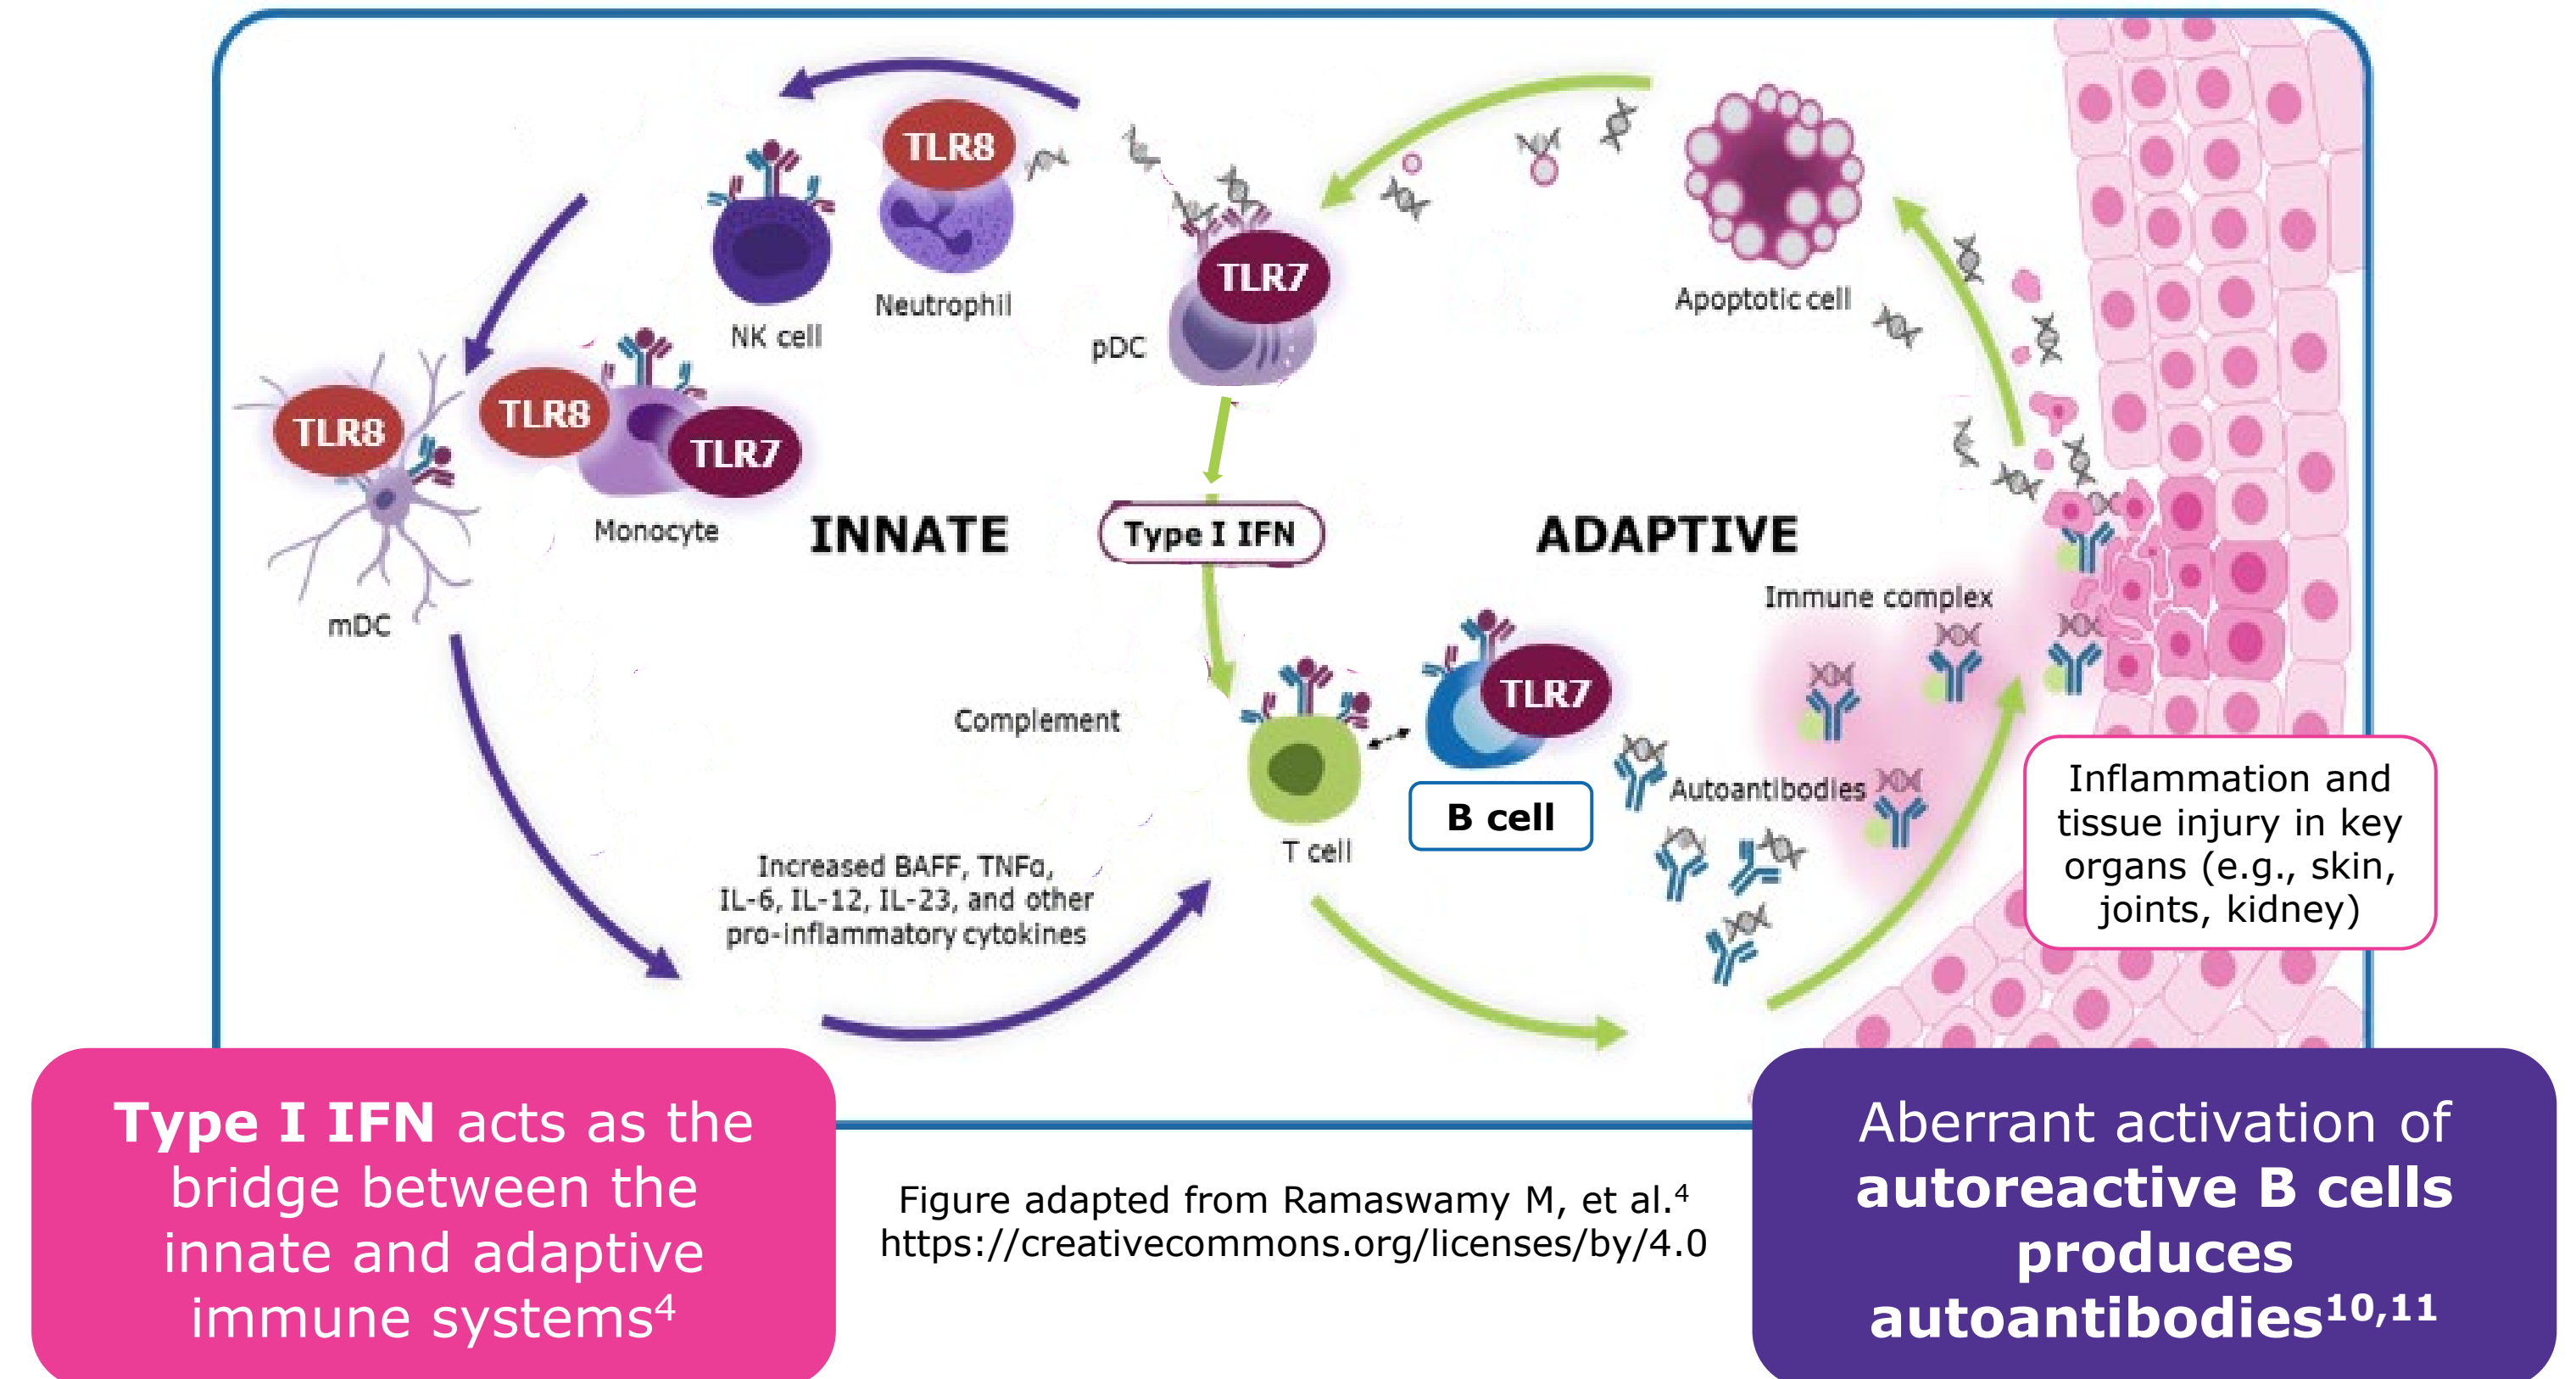 TLR8
Neutrophil
NK cell
TLR7
pDC
Apoptotic cell
TLR8
mDC
TLR8
TLR7
Monocyte
INNATE
Type I IFN
ADAPTIVE
Immune complex
Complement
TLR7
B cell
T cell
Autoantibodies
Increased BAFF, TNFα,
IL-6, IL-12, IL-23, and other
pro-inflammatory cytokines
Inflammation and
tissue injury in key
organs (e.g., skin,
joints, kidney)
Type I IFN acts as the
bridge between the
innate and adaptive
immune systems⁴
Figure adapted from Ramaswamy M, et al.⁴
https://creativecommons.org/licenses/by/4.0
Aberrant activation of
autoreactive B cells
produces
autoantibodies¹⁰,¹¹